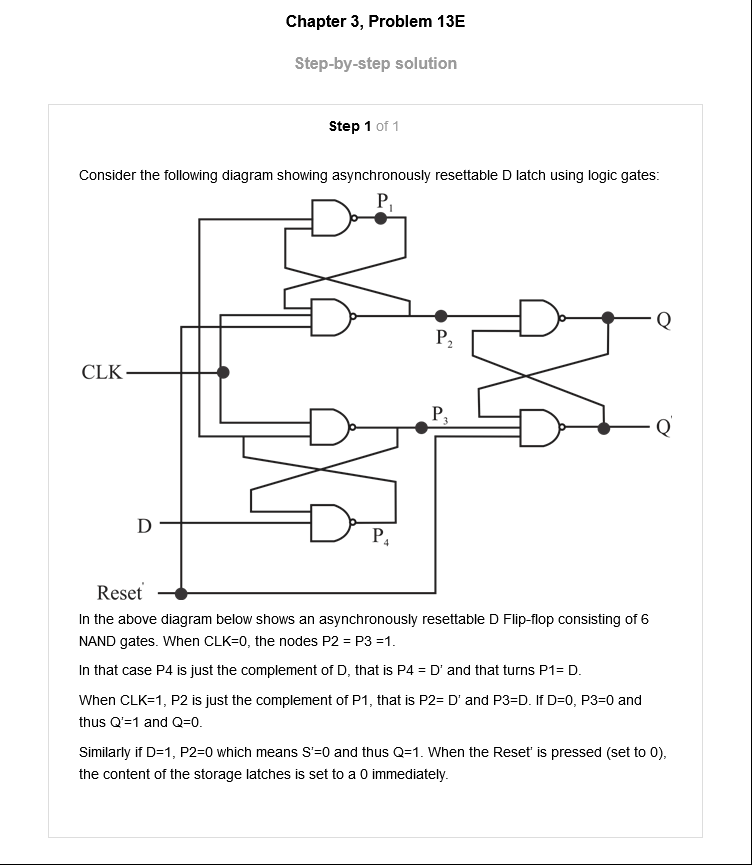 Chapter 3, Problem 13E
Step-by-step solution
Step 1 of 1
Consider the following diagram showing asynchronously resettable D latch using logic gates:
P₁
P₂
Q
CLK
P₃
Q'
D
P₄
Reset'
In the above diagram below shows an asynchronously resettable D Flip-flop consisting of 6
NAND gates. When CLK=0, the nodes P2 = P3 =1.
In that case P4 is just the complement of D, that is P4 = D' and that turns P1= D.
When CLK=1, P2 is just the complement of P1, that is P2= D' and P3=D. If D=0, P3=0 and
thus Q'=1 and Q=0.
Similarly if D=1, P2=0 which means S'=0 and thus Q=1. When the Reset' is pressed (set to 0),
the content of the storage latches is set to a 0 immediately.